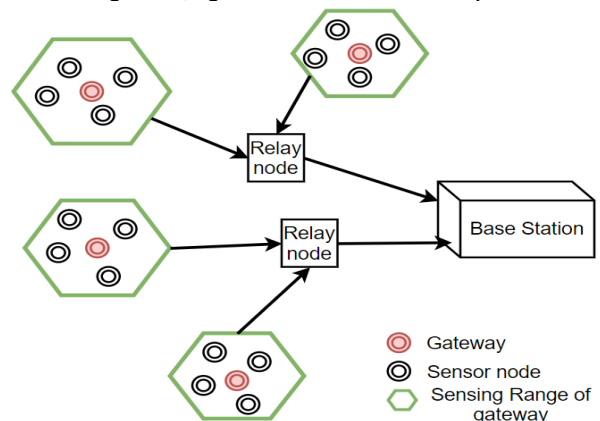 Relay
node
Relay
node
Base Station
Gateway
Sensor node
Sensing Range of
gateway